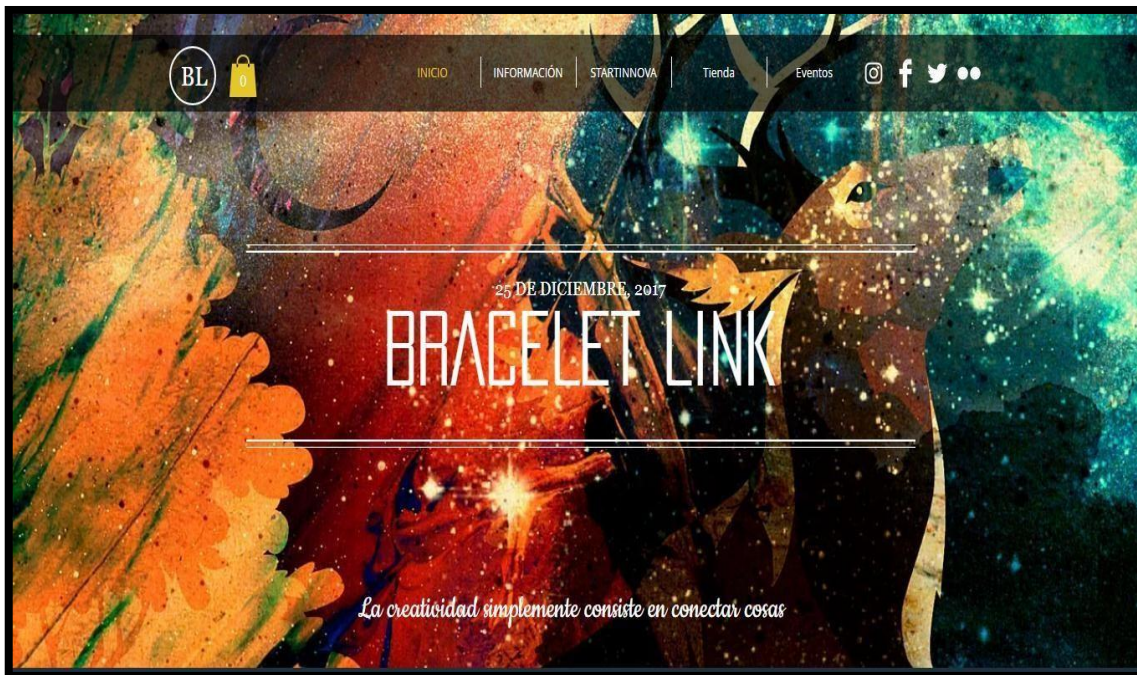 BL
0
INICIO
INFORMACIÓN
STARTINNOVA
Tienda
Eventos
25 DE DICIEMBRE, 2017
BRACELET LINK
La creatividad simplemente consiste en conectar cosas